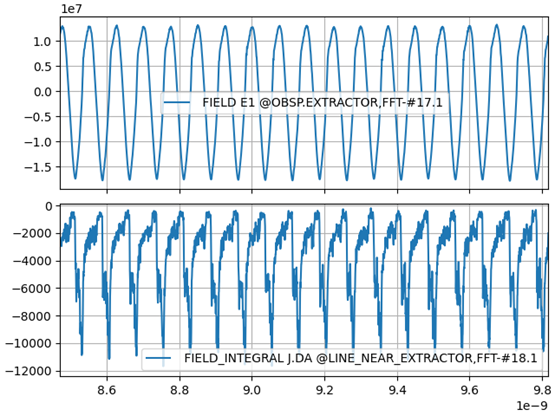 1e7
1.0
0.5
0.0
−0.5
−1.0
−1.5
FIELD E1 @OBSP.EXTRACTOR,FFT-#17.1
0
−2000
−4000
−6000
−8000
−10000
−12000
FIELD_INTEGRAL J.DA @LINE_NEAR_EXTRACTOR,FFT-#18.1
8.6 8.8 9.0 9.2 9.4 9.6 9.8
1e−9